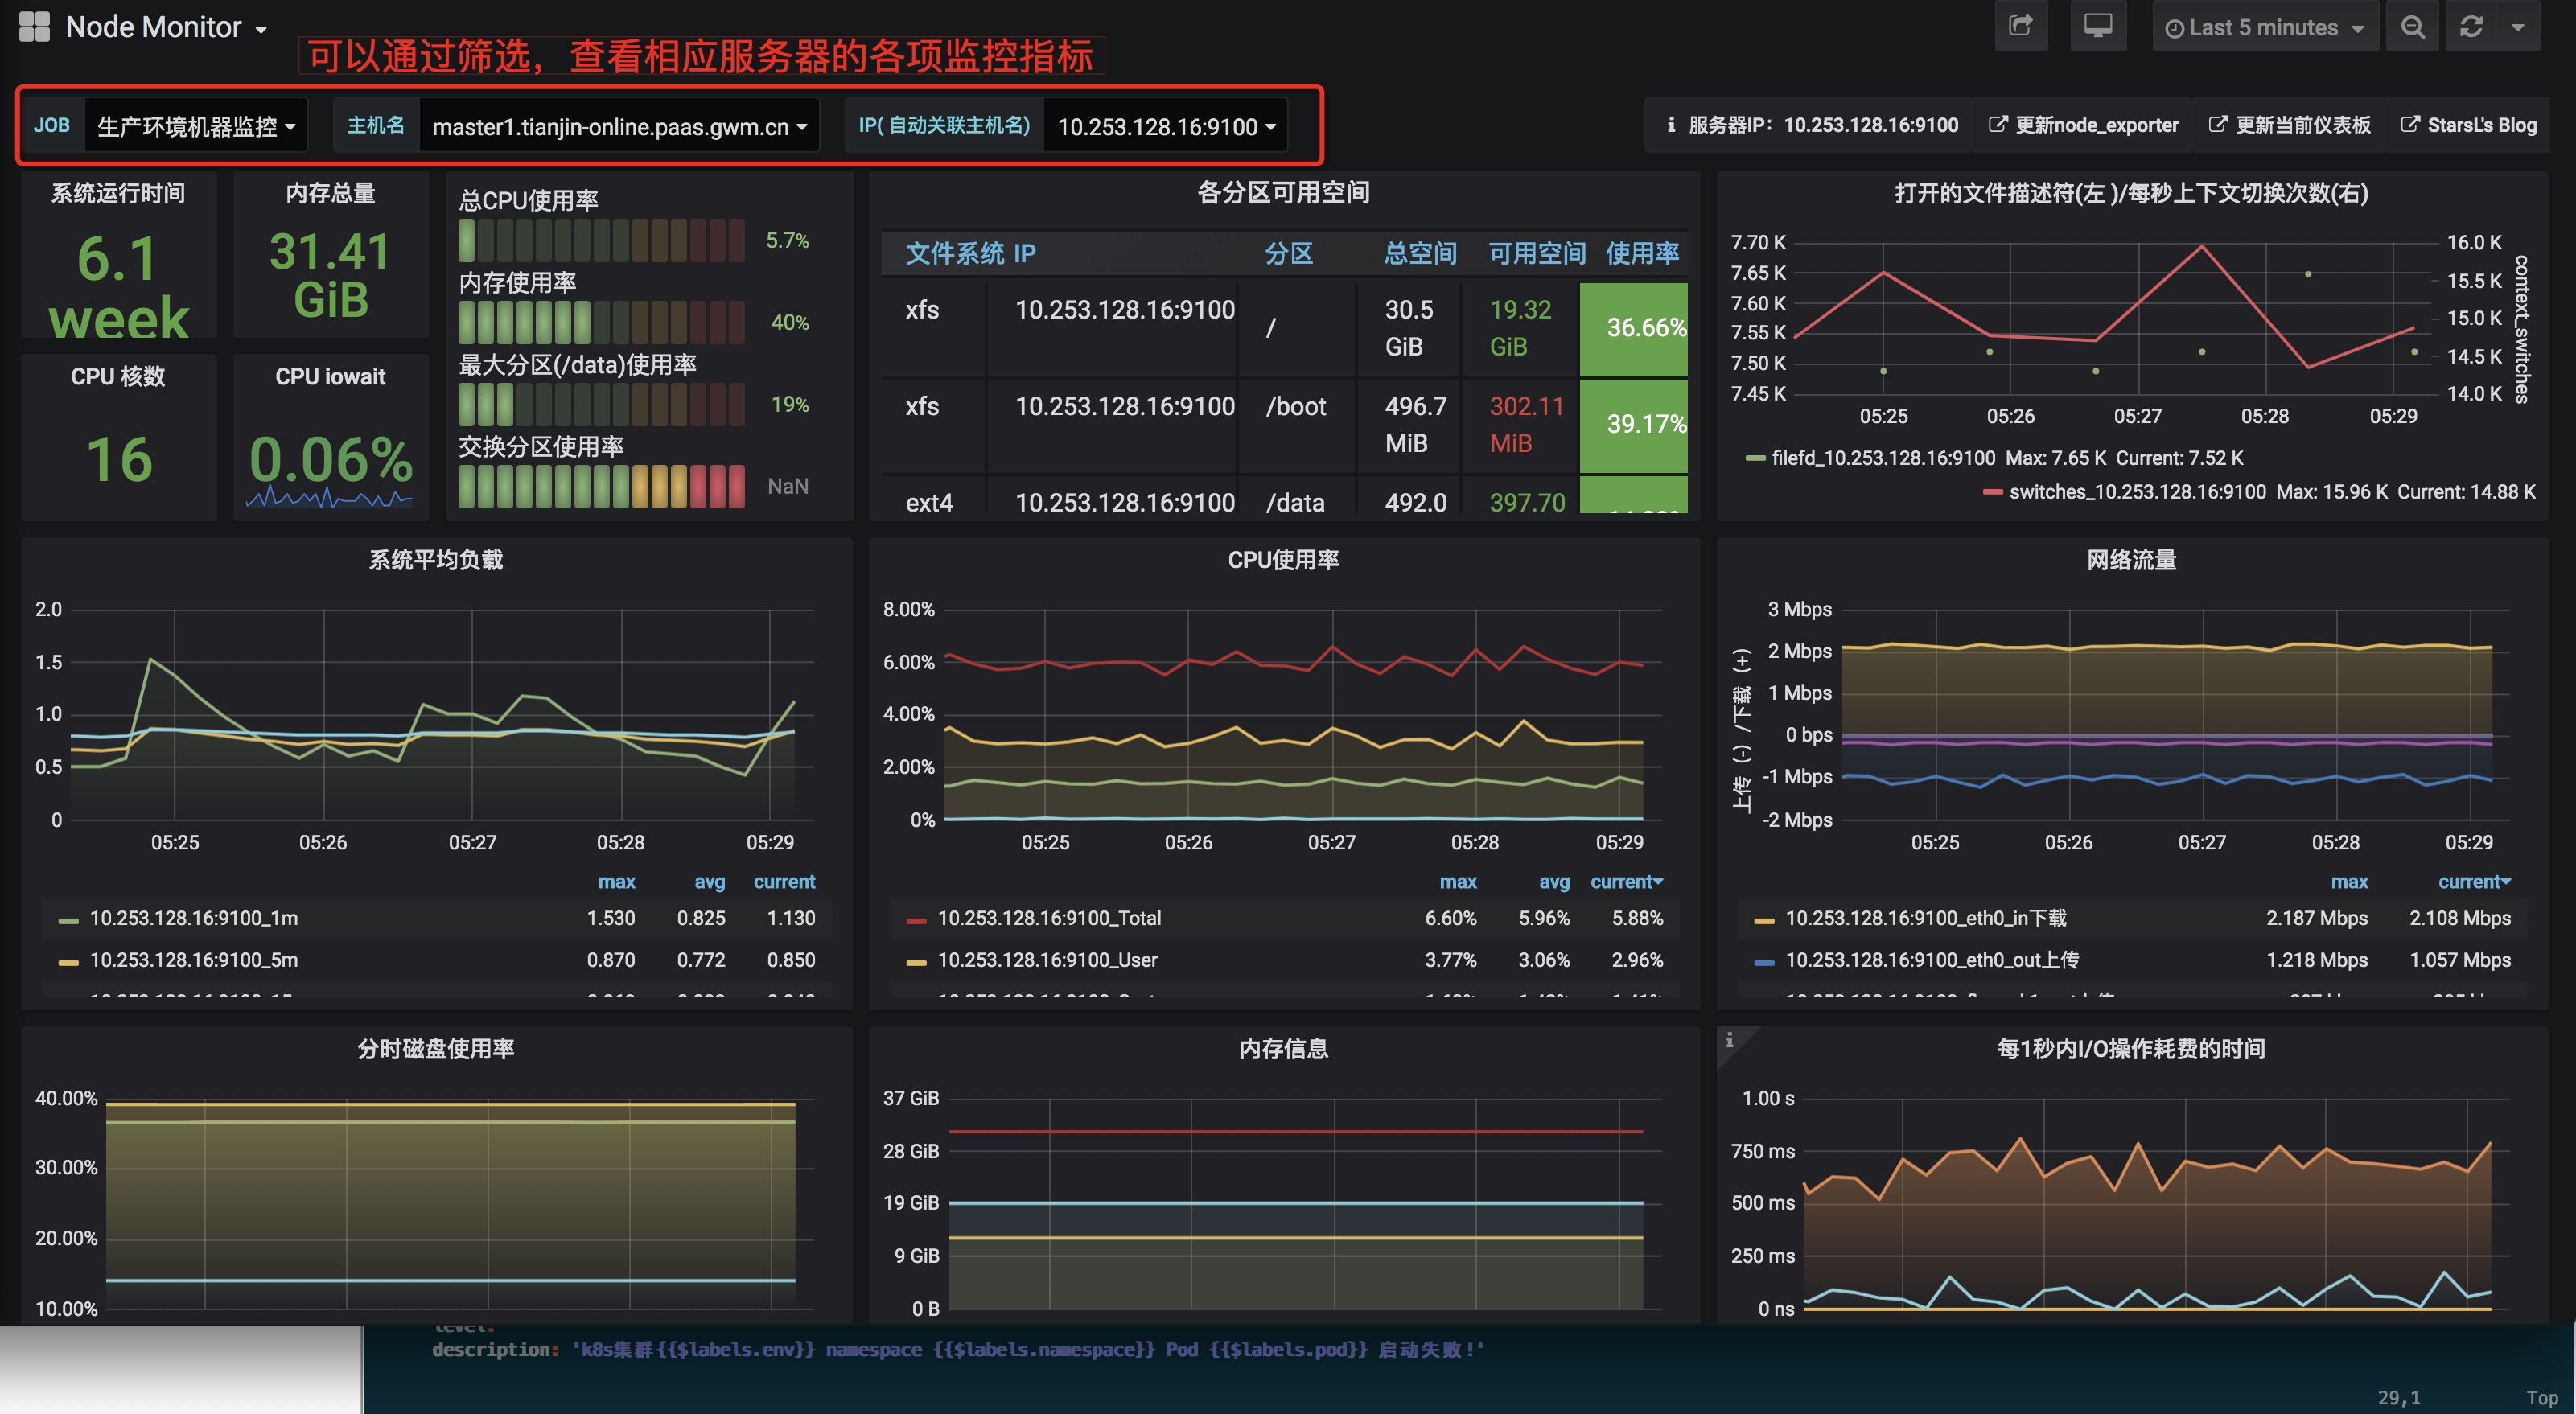 Node Monitor
Last 5 minutes
可以通过筛选，查看相应服务器的各项监控指标
JOB 生产环境机器监控 主机名 master1.tianjin-online.paas.gwm.cn IP( 自动关联主机名) 10.253.128.16:9100
服务器IP：10.253.128.16:9100 更新node_exporter 更新当前仪表板 StarsL's Blog
系统运行时间
6.1
week
内存总量
31.41
GiB
CPU 核数
16
CPU iowait
0.06%
总CPU使用率
5.7%
内存使用率
40%
最大分区(/data)使用率
19%
交换分区使用率
NaN
各分区可用空间
文件系统 IP 分区 总空间 可用空间 使用率
xfs 10.253.128.16:9100 / 30.5 GiB 19.32 GiB 36.66%
xfs 10.253.128.16:9100 /boot 496.7 MiB 302.11 MiB 39.17%
ext4 10.253.128.16:9100 /data 492.0 397.70
打开的文件描述符(左 )/每秒上下文切换次数(右)
7.70 K
7.65 K
7.60 K
7.55 K
7.50 K
7.45 K
16.0 K
15.5 K
15.0 K
14.5 K
14.0 K
context_switches
05:25 05:26 05:27 05:28 05:29
filefd_10.253.128.16:9100 Max: 7.65 K Current: 7.52 K
switches_10.253.128.16:9100 Max: 15.96 K Current: 14.88 K
系统平均负载
2.0
1.5
1.0
0.5
0
05:25 05:26 05:27 05:28 05:29
max avg current
10.253.128.16:9100_1m 1.530 0.825 1.130
10.253.128.16:9100_5m 0.870 0.772 0.850
CPU使用率
8.00%
6.00%
4.00%
2.00%
0%
05:25 05:26 05:27 05:28 05:29
max avg current
10.253.128.16:9100_Total 6.60% 5.96% 5.88%
10.253.128.16:9100_User 3.77% 3.06% 2.96%
网络流量
上传（-）/下载（+）
3 Mbps
2 Mbps
1 Mbps
0 bps
-1 Mbps
-2 Mbps
05:25 05:26 05:27 05:28 05:29
max current
10.253.128.16:9100_eth0_in下载 2.187 Mbps 2.108 Mbps
10.253.128.16:9100_eth0_out上传 1.218 Mbps 1.057 Mbps
分时磁盘使用率
40.00%
30.00%
20.00%
10.00%
内存信息
37 GiB
28 GiB
19 GiB
9 GiB
0 B
每1秒内I/O操作耗费的时间
1.00 s
750 ms
500 ms
250 ms
0 ns
level:
description: 'k8s集群{{$labels.env}} namespace {{$labels.namespace}} Pod {{$labels.pod}} 启动失败!'
29,1 Top